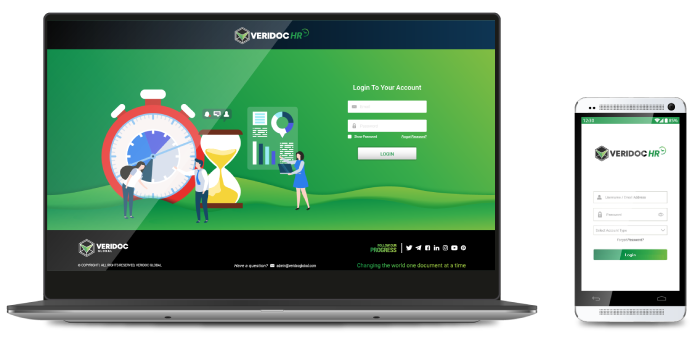 VERIDOC HR
Login To Your Account
Email
Password
Show Password
Forgot Password?
LOGIN
VERIDOC
GLOBAL
FOLLOW OUR
PROGRESS
© COPYRIGHT. ALL RIGHTS RESERVED. VERIDOC GLOBAL
Have a question? admin@veridocglobal.com
Changing the world one document at a time
VERIDOC HR
Username / Email Address
Password
Select Account Type
Forgot Password?
Login